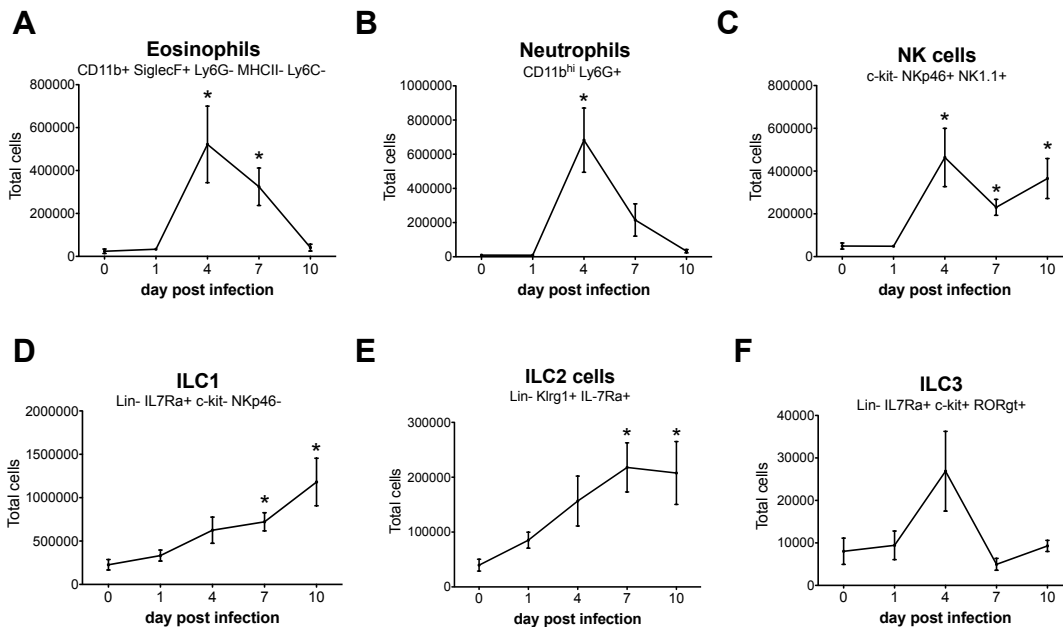 A
Eosinophils
CD11b+ SiglecF+ Ly6G- MHCII- Ly6C-
Total cells
800000
600000
400000
200000
0
*
*
0 1 4 7 10
day post infection
B
Neutrophils
CD11bhi Ly6G+
Total cells
1000000
800000
600000
400000
200000
0
*
0 1 4 7 10
day post infection
C
NK cells
c-kit- NKp46+ NK1.1+
Total cells
800000
600000
400000
200000
0
*
*
*
0 1 4 7 10
day post infection
D
ILC1
Lin- IL7Ra+ c-kit- NKp46-
Total cells
2000000
1500000
1000000
500000
0
*
*
0 1 4 7 10
day post infection
E
ILC2 cells
Lin- Klrg1+ IL-7Ra+
Total cells
300000
200000
100000
0
*
*
0 1 4 7 10
day post infection
F
ILC3
Lin- IL7Ra+ c-kit+ RORgt+
Total cells
40000
30000
20000
10000
0
0 1 4 7 10
day post infection